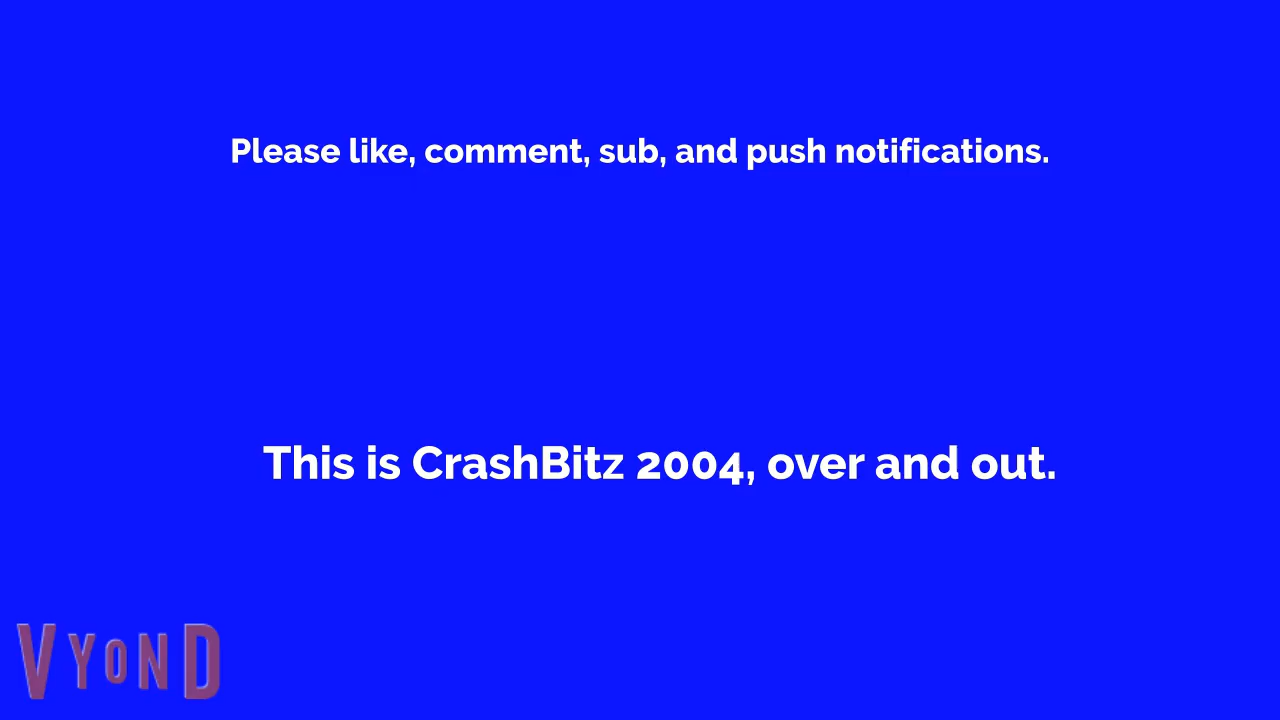 Please like, comment, sub, and push notifications.
This is CrashBitz 2004, over and out.
VYOND